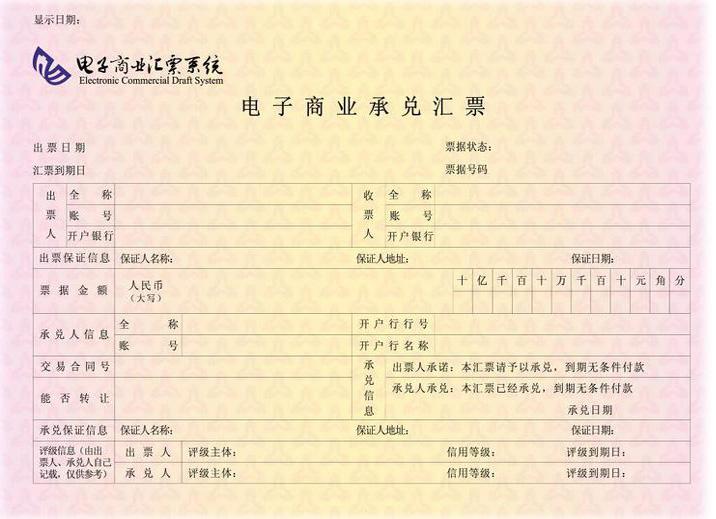 显示日期：
电子商业汇票系统
Electronic Commercial Draft System
电子商业承兑汇票
出票日期
票据状态：
汇票到期日
票据号码
出票人
全称
账号
开户银行
收票人
全称
账号
开户银行
出票保证信息 保证人名称： 保证人地址： 保证日期：
票据金额
人民币
（大写）
十 亿 千 百 十 万 千 百 十 元 角 分
承兑人信息
全称
账号
开户行行号
开户行名称
交易合同号
能否转让
承兑信息
出票人承诺：本汇票请予以承兑，到期无条件付款
承兑人承兑：本汇票已经承兑，到期无条件付款
承兑日期
承兑保证信息 保证人名称： 保证人地址： 保证日期：
评级信息（由出
票人、承兑人自己
记载，仅供参考）
出票人 评级主体： 信用等级： 评级到期日：
承兑人 评级主体： 信用等级： 评级到期日：